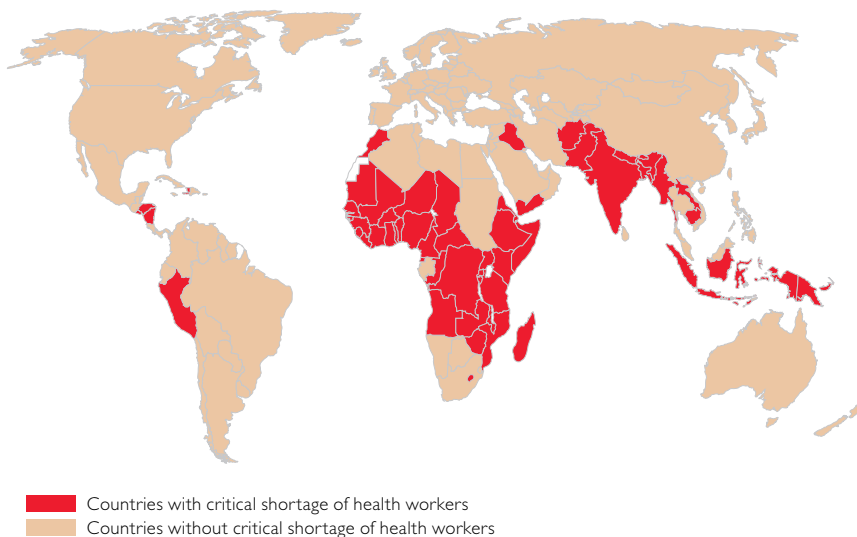 Countries with critical shortage of health workers
Countries without critical shortage of health workers